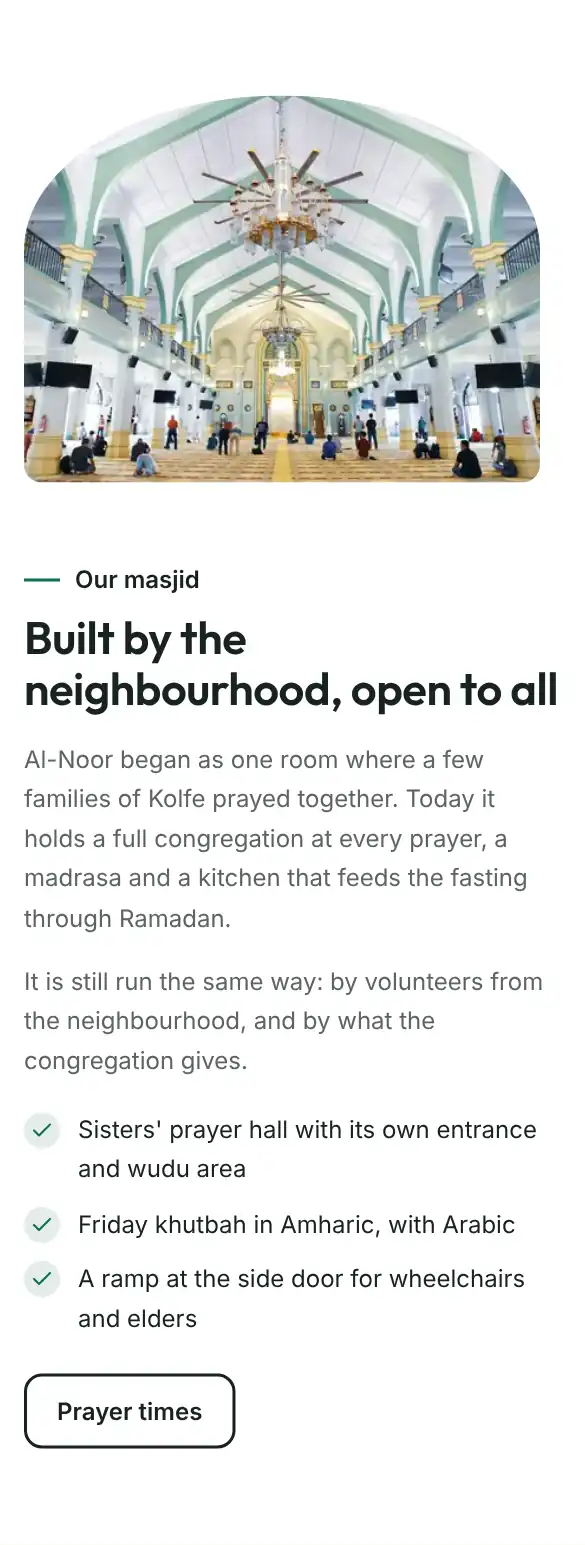 Our masjid
Built by the
neighbourhood, open to all
Al-Noor began as one room where a few
families of Kolfe prayed together. Today it
holds a full congregation at every prayer, a
madrasa and a kitchen that feeds the fasting
through Ramadan.
It is still run the same way: by volunteers from
the neighbourhood, and by what the
congregation gives.
Sisters' prayer hall with its own entrance
and wudu area
Friday khutbah in Amharic, with Arabic
A ramp at the side door for wheelchairs
and elders
Prayer times